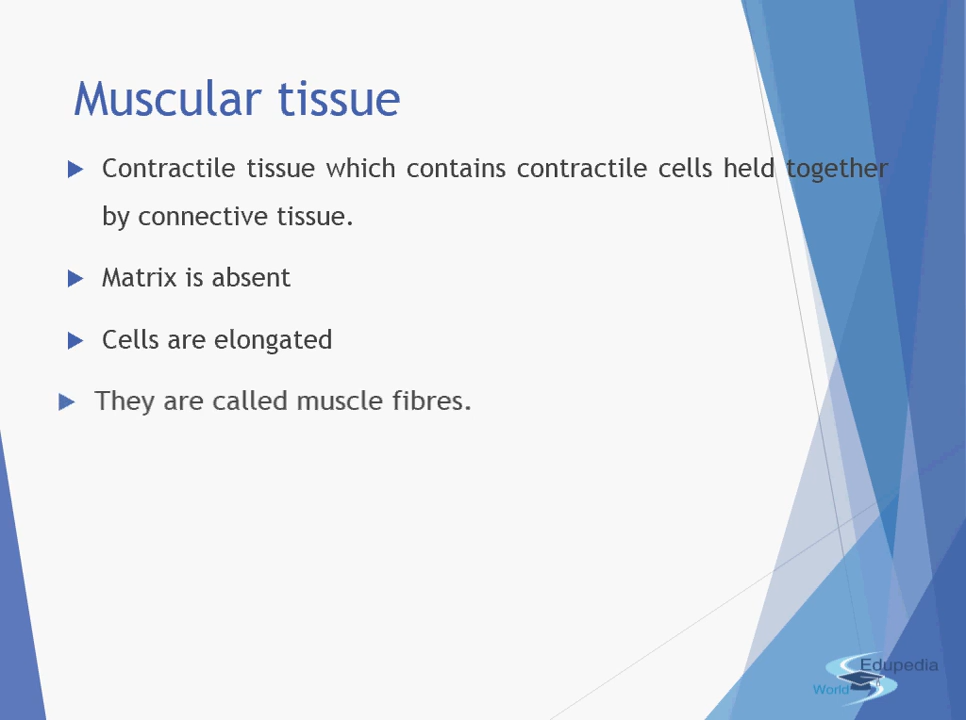 Muscular tissue
Contractile tissue which contains contractile cells held together
by connective tissue.
Matrix is absent
Cells are elongated
They are called muscle fibres.
Edupedia
World